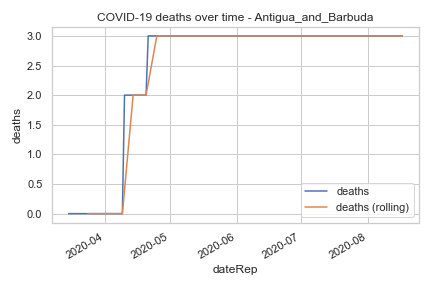 COVID-19 deaths over time - Antigua_and_Barbuda
3.0
2.5
2.0
1.5
1.0
0.5
0.0
deaths
deaths
deaths (rolling)
2020-04
2020-05
2020-06
2020-07
2020-08
dateRep